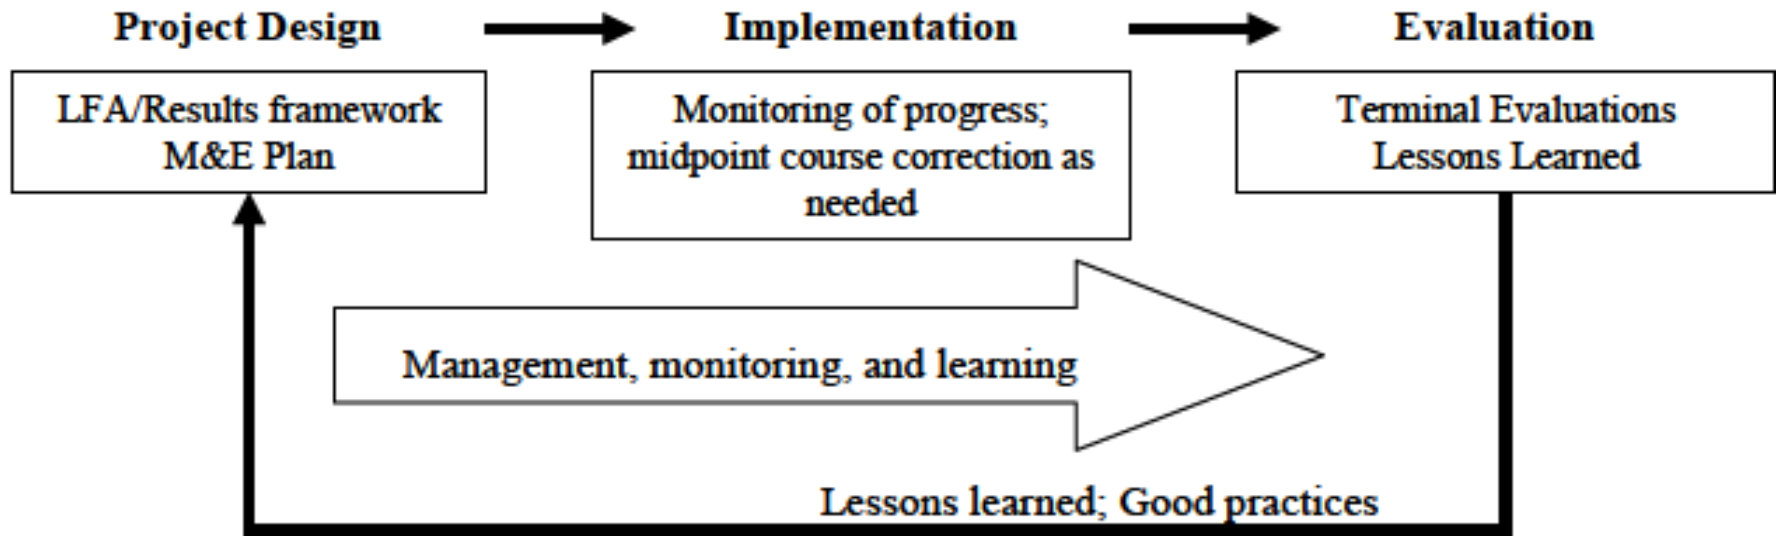 Project Design
Implementation
Evaluation
LFA/Results framework
M&E Plan
Monitoring of progress;
midpoint course correction as
needed
Terminal Evaluations
Lessons Learned
Management, monitoring, and learning
Lessons learned; Good practices